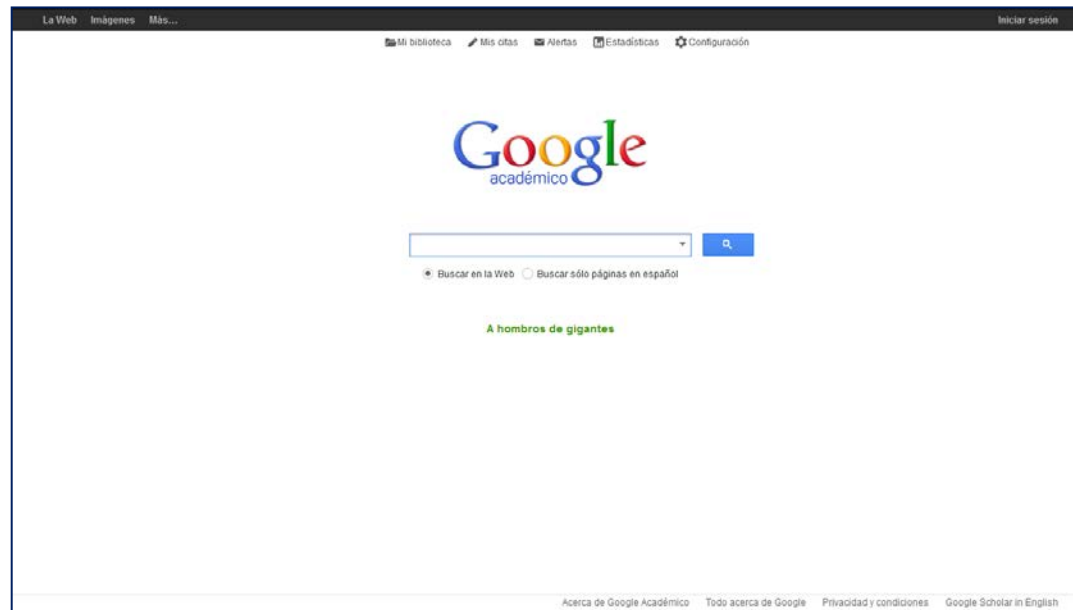 La Web Imágenes Más... Iniciar sesión
Mi biblioteca Mis citas Alertas Estadísticas Configuración
Google
académico
Buscar en la Web Buscar sólo páginas en español
A hombros de gigantes
Acerca de Google Académico Todo acerca de Google Privacidad y condiciones Google Scholar in English